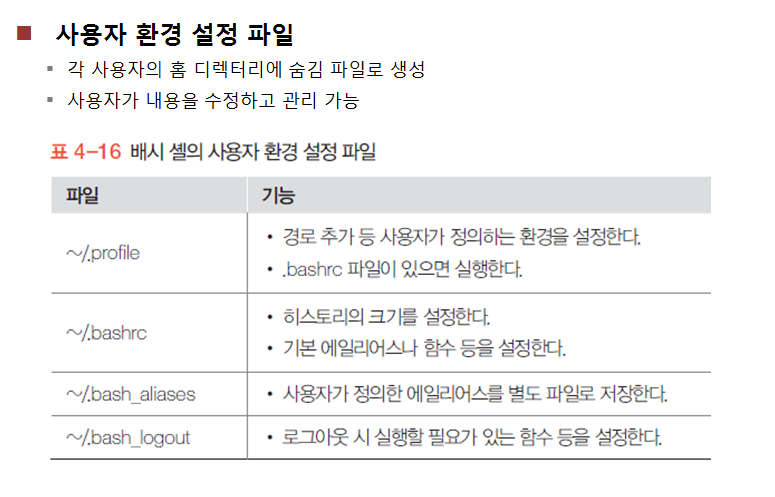 사용자 환경 설정 파일
각 사용자의 홈 디렉터리에 숨김 파일로 생성
사용자가 내용을 수정하고 관리 가능
표 4-16 배시 셸의 사용자 환경 설정 파일
파일 기능
~/.profile
• 경로 추가 등 사용자가 정의하는 환경을 설정한다.
• .bashrc 파일이 있으면 실행한다.
~/.bashrc
• 히스토리의 크기를 설정한다.
• 기본 에일리어스나 함수 등을 설정한다.
~/.bash_aliases • 사용자가 정의한 에일리어스를 별도 파일로 저장한다.
~/.bash_logout • 로그아웃 시 실행할 필요가 있는 함수 등을 설정한다.